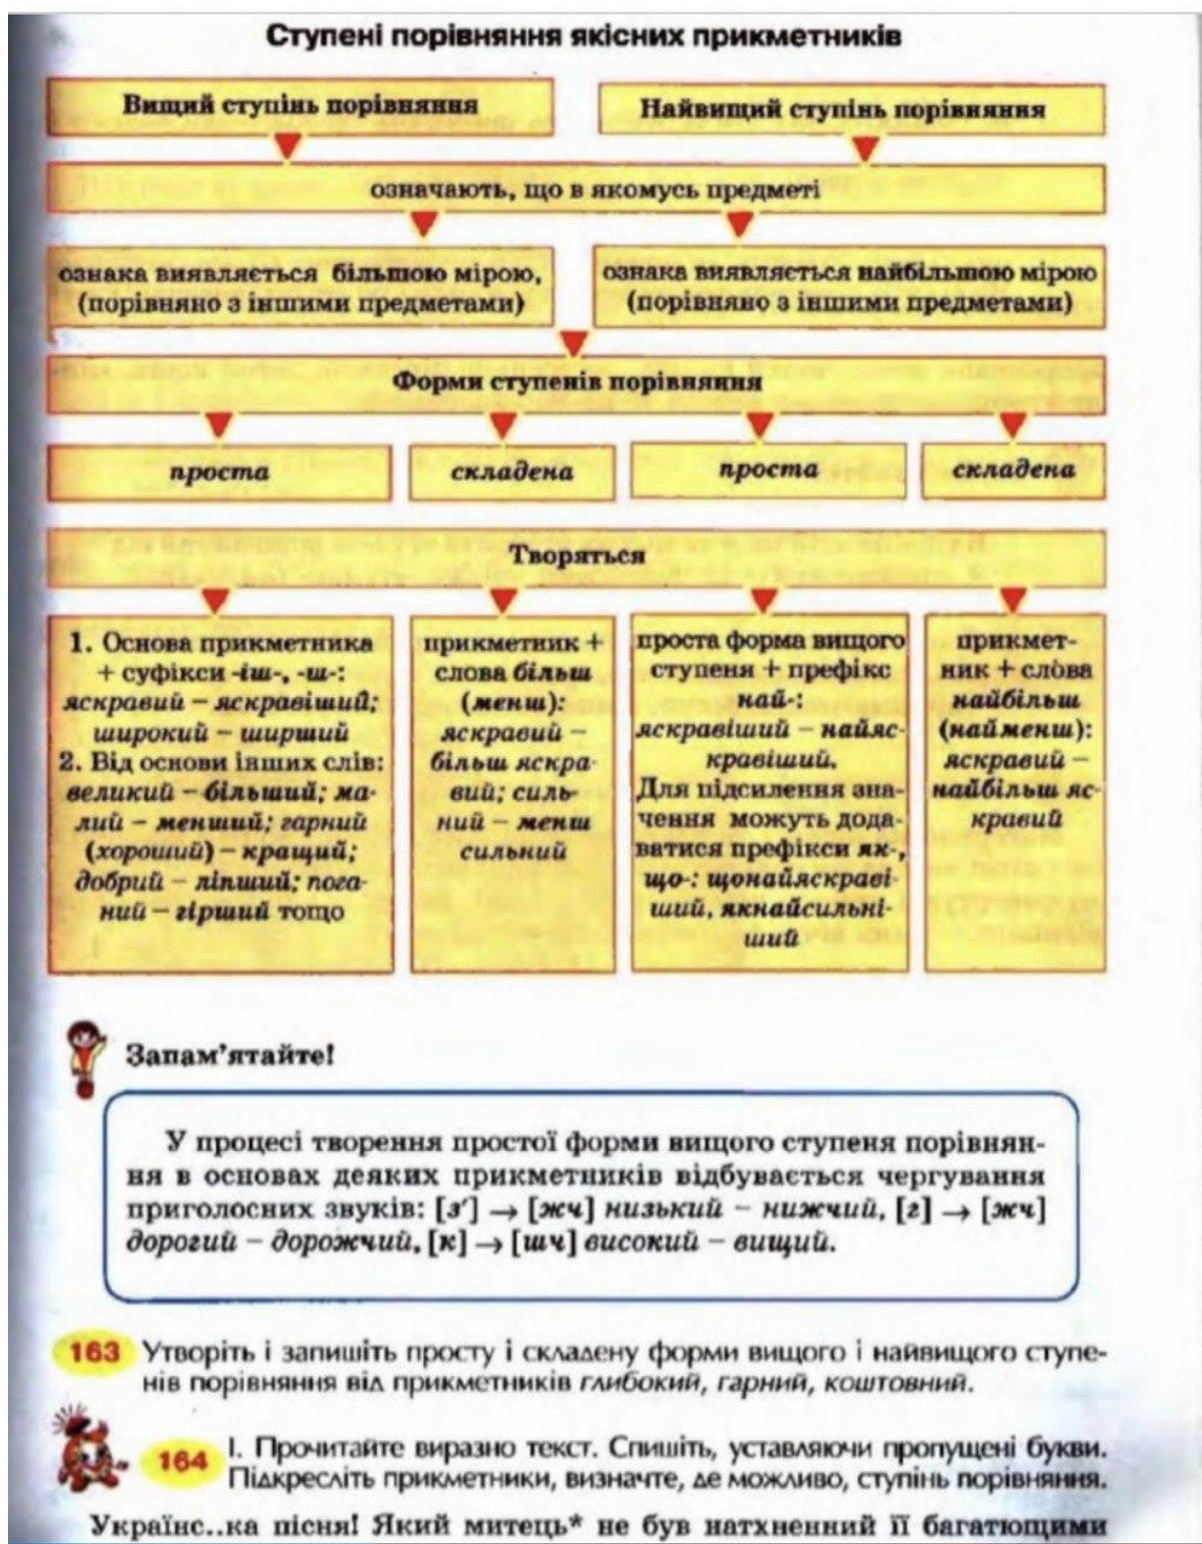 Ступені порівняння якісних прикметників
Вищий ступінь порівняння
Найвищий ступінь порівняння
означають, що в якомусь предметі
ознака виявляється більшою мірою,
(порівняно з іншими предметами)
ознака виявляється найбільшою мірою
(порівняно з іншими предметами)
Форми ступенів порівняння
проста
складена
проста
складена
Творяться
1. Основа прикметника
+ суфікси -іш-, -ш-:
яскравий – яскравіший;
широкий – ширший
2. Від основи інших слів:
великий – більший; ма-
лий – менший; гарний
(хороший) – кращий;
добрий – ліпший; пога-
ний – гірший тощо
прикметник +
слова більш
(менш):
яскравий –
більш яскра-
вий; силь-
ний – менш
сильний
проста форма вищого
ступеня + префікс
най-:
яскравіший – найяс-
кравіший.
Для підсилення зна-
чення можуть дода-
ватися префікси як-,
що-: щонайяскраві-
ший, якнайсильні-
ший
прикмет-
ник + слова
найбільш
(найменш):
яскравий –
найбільш яс-
кравий
Запам'ятайте!
У процесі творення простої форми вищого ступеня порівнян-
ня в основах деяких прикметників відбувається чергування
приголосних звуків: [з′] → [жч] низький – нижчий, [г] → [жч]
дорогий – дорожчий, [к] → [шч] високий – вищий.
163 Утворіть і запишіть просту і складену форми вищого і найвищого ступе-
нів порівняння від прикметників глибокий, гарний, коштовний.
164 І. Прочитайте виразно текст. Спишіть, уставляючи пропущені букви.
Підкресліть прикметники, визначте, де можливо, ступінь порівняння.
Українс..ка пісня! Який митець* не був натхненний її багатющими